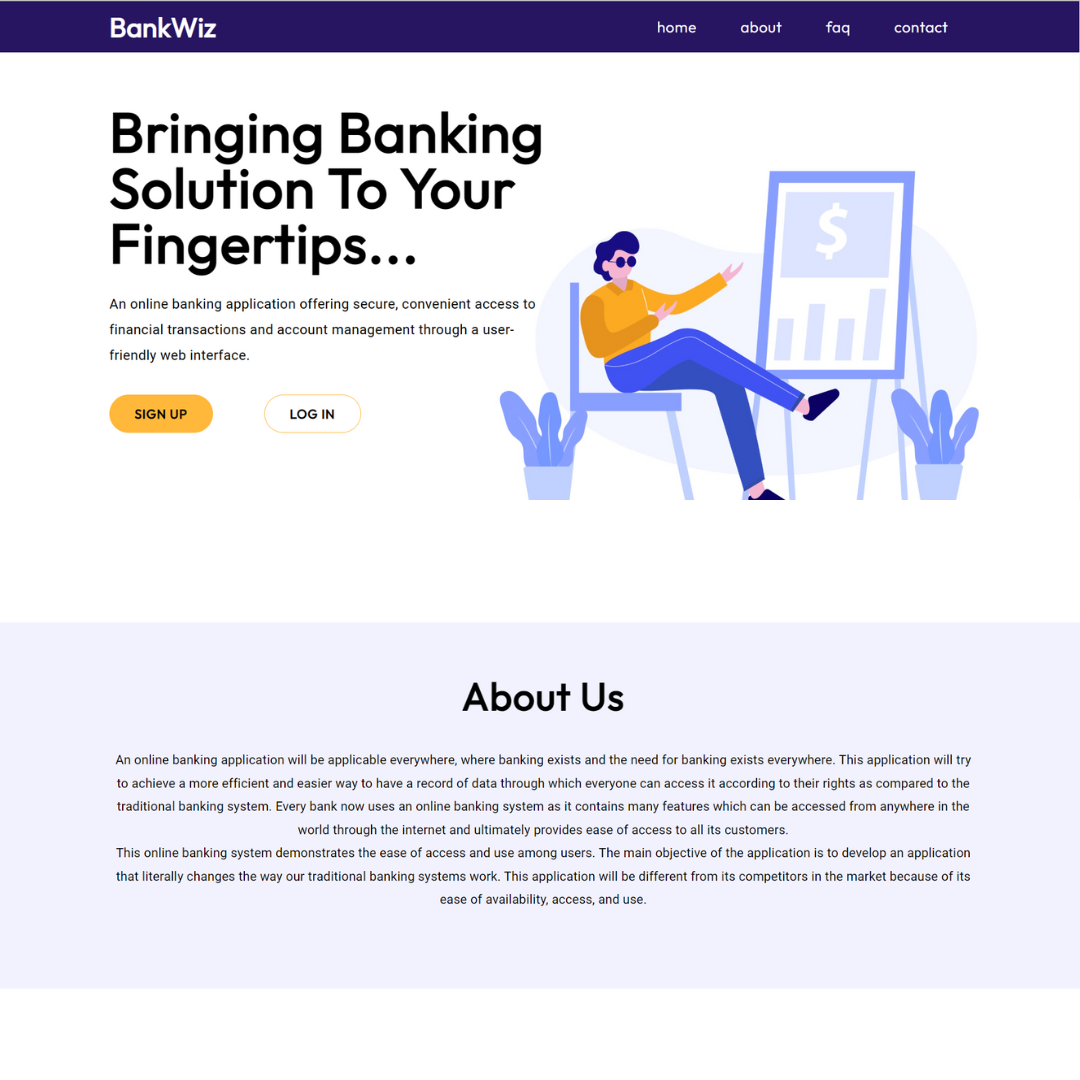 BankWiz
home about faq contact
Bringing Banking
Solution To Your
Fingertips...
An online banking application offering secure, convenient access to
financial transactions and account management through a user-
friendly web interface.
SIGN UP LOG IN
$
About Us
An online banking application will be applicable everywhere, where banking exists and the need for banking exists everywhere. This application will try
to achieve a more efficient and easier way to have a record of data through which everyone can access it according to their rights as compared to the
traditional banking system. Every bank now uses an online banking system as it contains many features which can be accessed from anywhere in the
world through the internet and ultimately provides ease of access to all its customers.
This online banking system demonstrates the ease of access and use among users. The main objective of the application is to develop an application
that literally changes the way our traditional banking systems work. This application will be different from its competitors in the market because of its
ease of availability, access, and use.